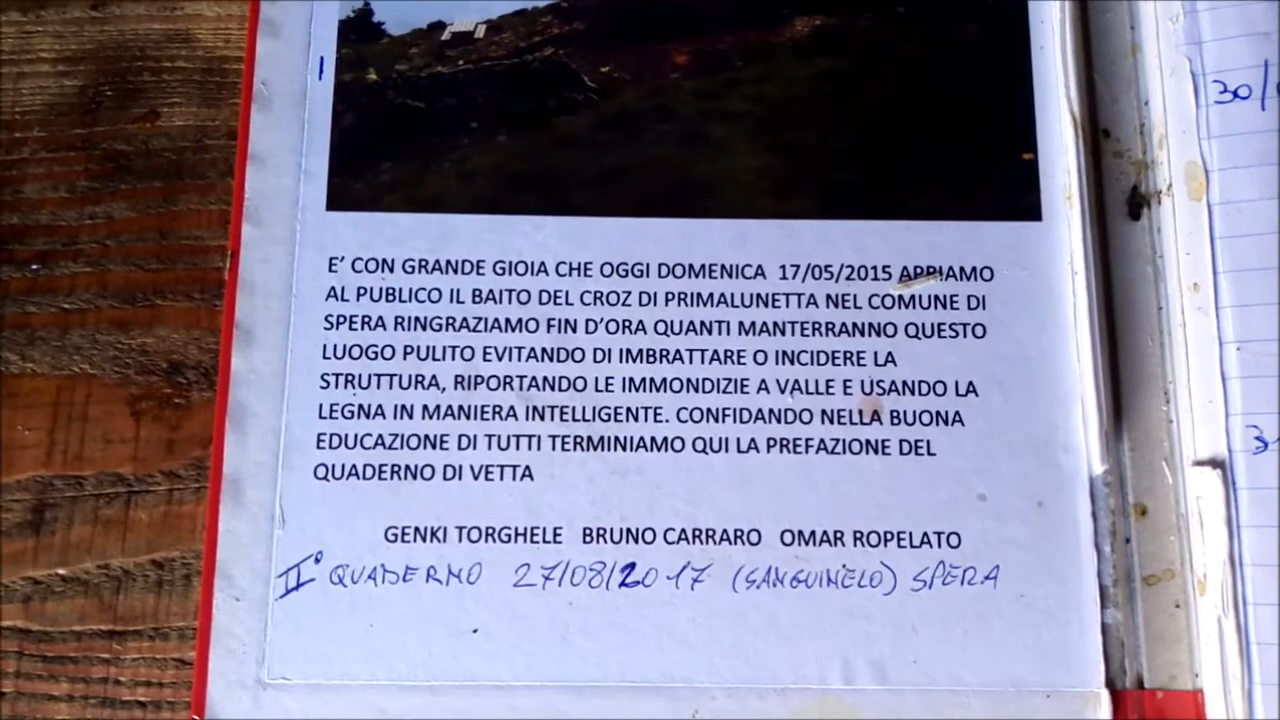 E' CON GRANDE GIOIA CHE OGGI DOMENICA 17/05/2015 APRIAMO
AL PUBLICO IL BAITO DEL CROZ DI PRIMALUNETTA NEL COMUNE DI
SPERA RINGRAZIAMO FIN D'ORA QUANTI MANTERRANNO QUESTO
LUOGO PULITO EVITANDO DI IMBRATTARE O INCIDERE LA
STRUTTURA, RIPORTANDO LE IMMONDIZIE A VALLE E USANDO LA
LEGNA IN MANIERA INTELLIGENTE. CONFIDANDO NELLA BUONA
EDUCAZIONE DI TUTTI TERMINIAMO QUI LA PREFAZIONE DEL
QUADERNO DI VETTA
GENKI TORGHELE BRUNO CARRARO OMAR ROPELATO
II° QUADERNO 27/08/2017 (SANGUINELO) SPERA
30/